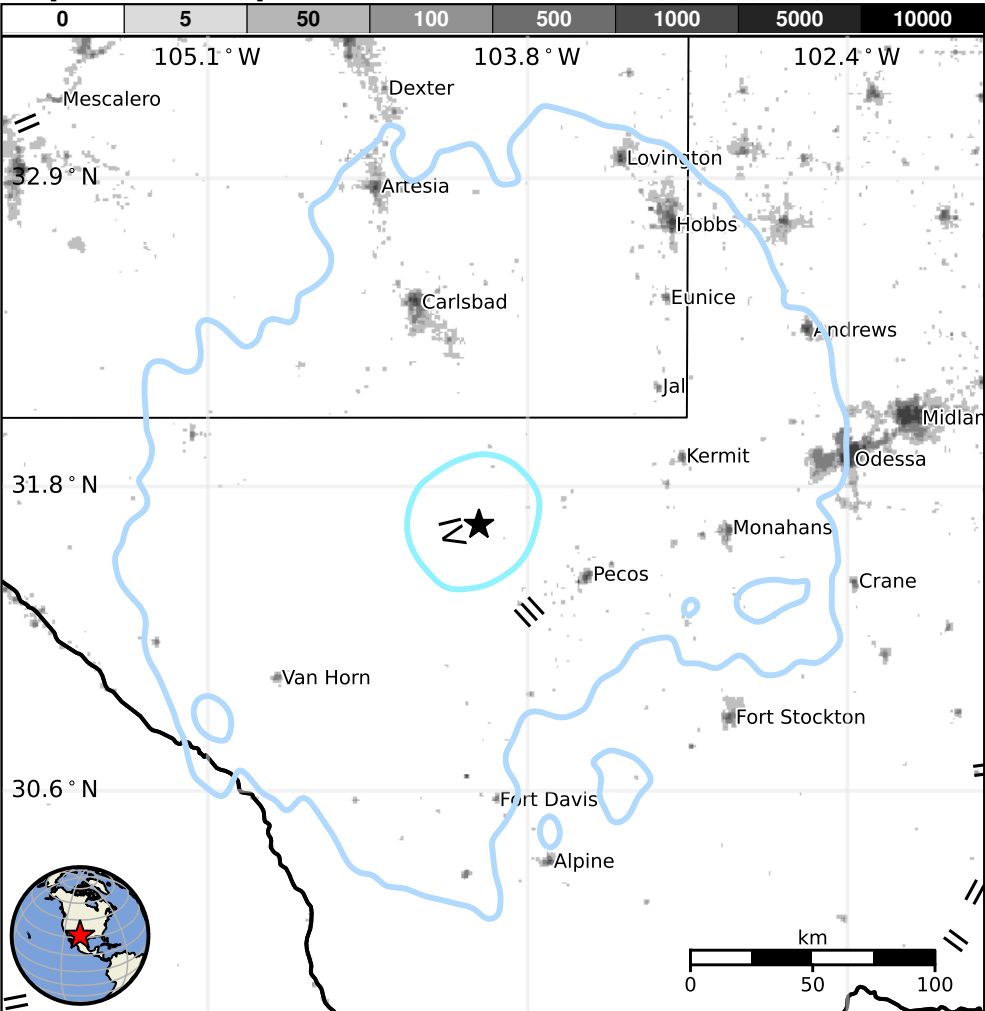 0 5 50 100 500 1000 5000 10000
105.1°W 103.8°W 102.4°W
Dexter
Mescalero
Lovington
32.9°N
Artesia
Hobbs
Eunice
Carlsbad
Andrews
Jal
Midlan
Kermit
Odessa
31.8°N
IV
Monahans
Pecos
Crane
III
II
Van Horn
Fort Stockton
30.6°N
Fort Davis
Alpine
km
0 50 100